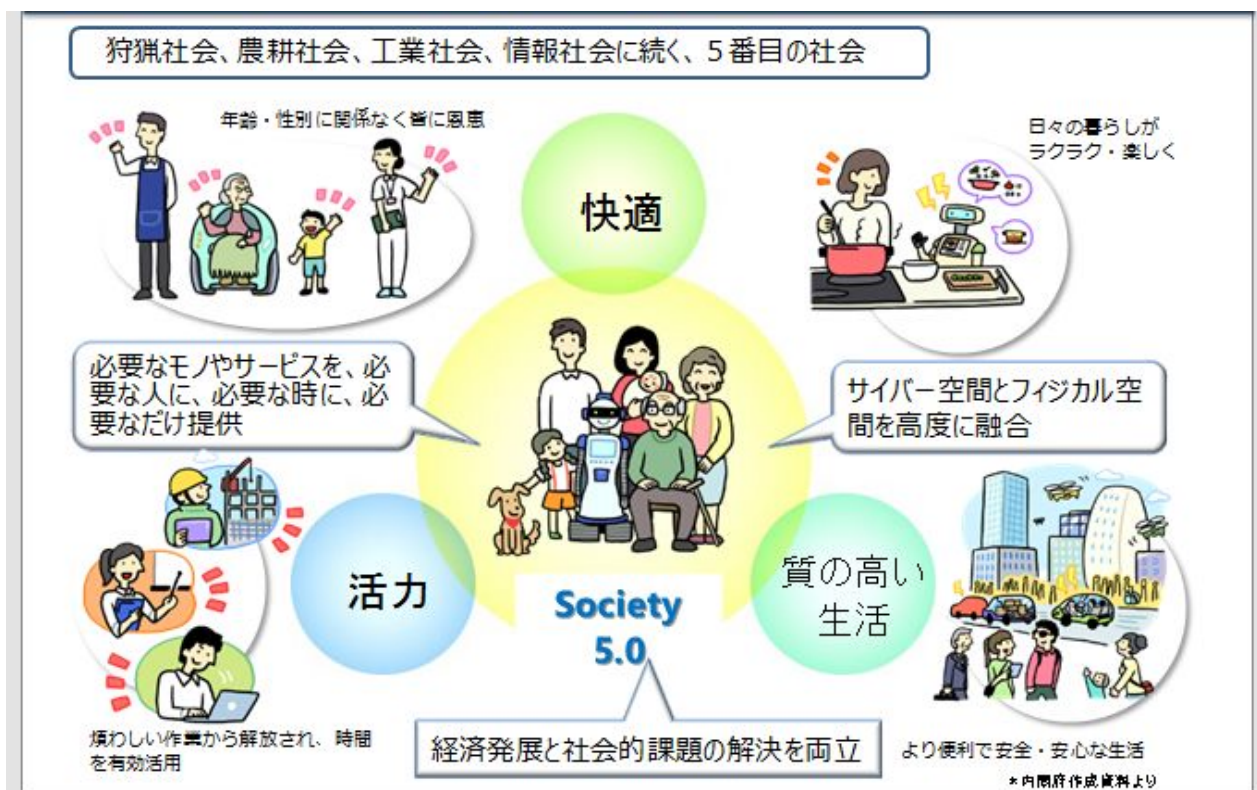 狩猟社会、農耕社会、工業社会、情報社会に続く、５番目の社会
年齢・性別に関係なく皆に恩恵
快適
日々の暮らしが
ラクラク・楽しく
必要なモノやサービスを、必
要な人に、必要な時に、必
要なだけ提供
サイバー空間とフィジカル空
間を高度に融合
活力
Society
5.0
質の高い
生活
煩わしい作業から解放され、時間
を有効活用
経済発展と社会的課題の解決を両立
より便利で安全・安心な生活
＊内閣府作成資料より